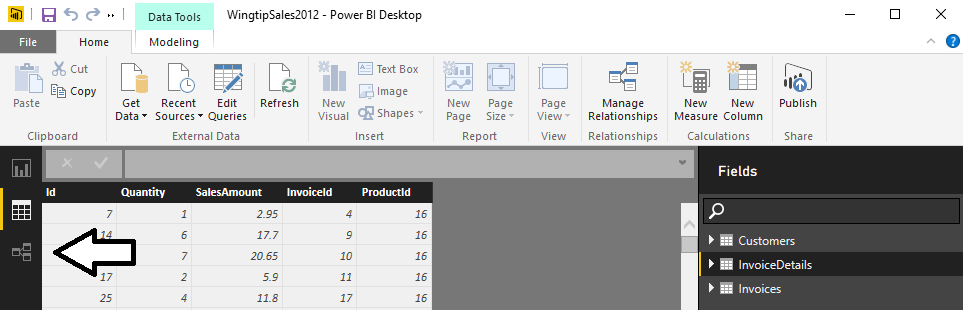 Data Tools
WingtipSales2012 - Power BI Desktop
File Home Modeling
Paste
Cut
Copy
Clipboard
Get Data
Recent Sources
Edit Queries
Refresh
External Data
New Visual
Text Box
Image
Shapes
Insert
New Page
Page Size
Report
Page View
View
Manage Relationships
Relationships
New Measure
New Column
Calculations
Publish
Share
Id Quantity SalesAmount InvoiceId ProductId
7 1 2.95 4 16
14 6 17.7 9 16
7 20.65 10 16
17 2 5.9 11 16
25 4 11.8 17 16
Fields
Customers
InvoiceDetails
Invoices